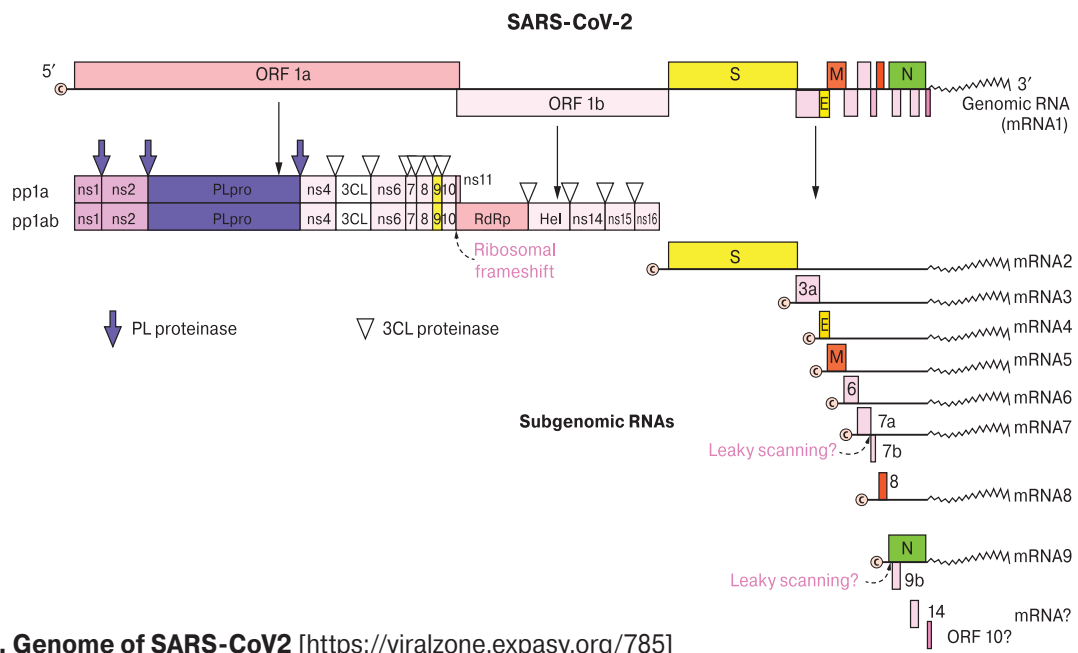 SARS-CoV-2
5′
ORF 1a
S
M
N
3′
C
ORF 1b
E
Genomic RNA
(mRNA1)
ns11
pp1a
ns1 ns2 PLpro ns4 3CL ns6 7 8 9 10
pp1ab
ns1 ns2 PLpro ns4 3CL ns6 7 8 9 10 RdRp Hel ns14 ns15 ns16
Ribosomal
frameshift
PL proteinase
3CL proteinase
C S mRNA2
C 3a mRNA3
C E mRNA4
C M mRNA5
C 6 mRNA6
Subgenomic RNAs
C 7a mRNA7
Leaky scanning? 7b
C 8 mRNA8
C N mRNA9
Leaky scanning? 9b
14 mRNA?
ORF 10?
. Genome of SARS-CoV2 [https://viralzone.expasy.org/785]